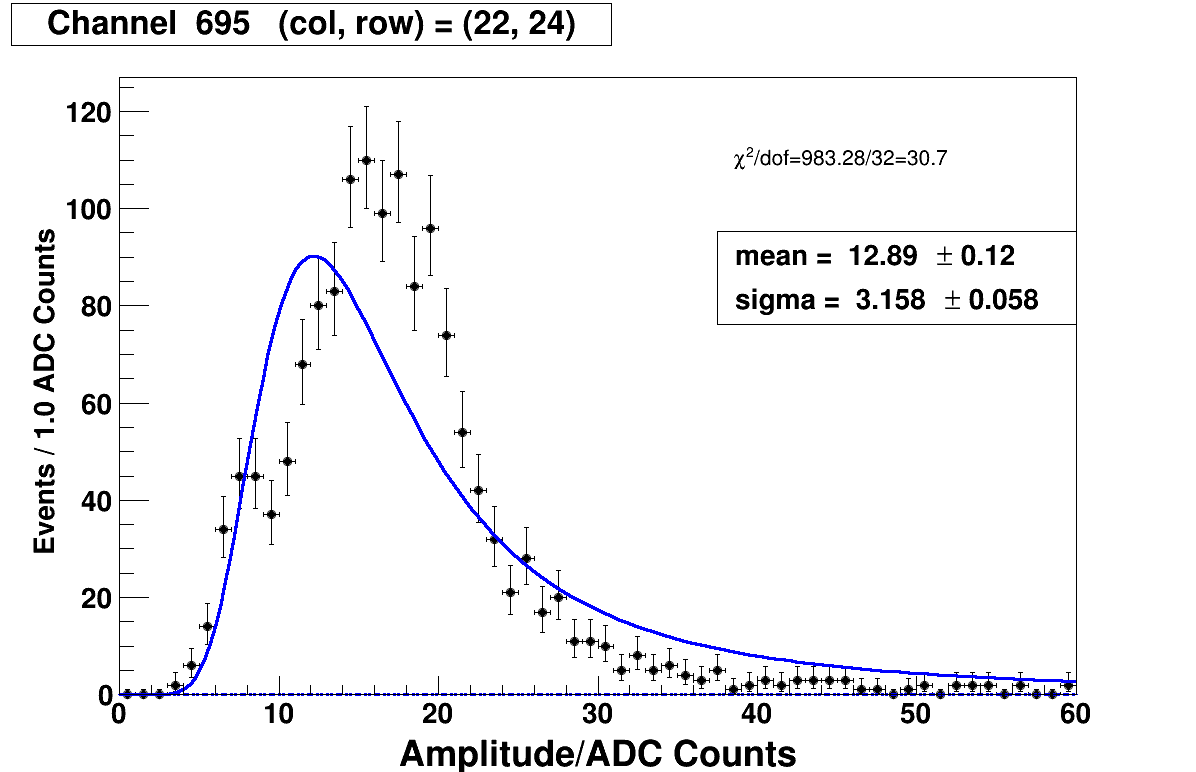 Channel 695 (col, row) = (22, 24)
120
100
80
60
40
20
0
Events / 1.0 ADC Counts
χ²/dof=983.28/32=30.7
mean = 12.89 ± 0.12
sigma = 3.158 ± 0.058
0 10 20 30 40 50 60
Amplitude/ADC Counts